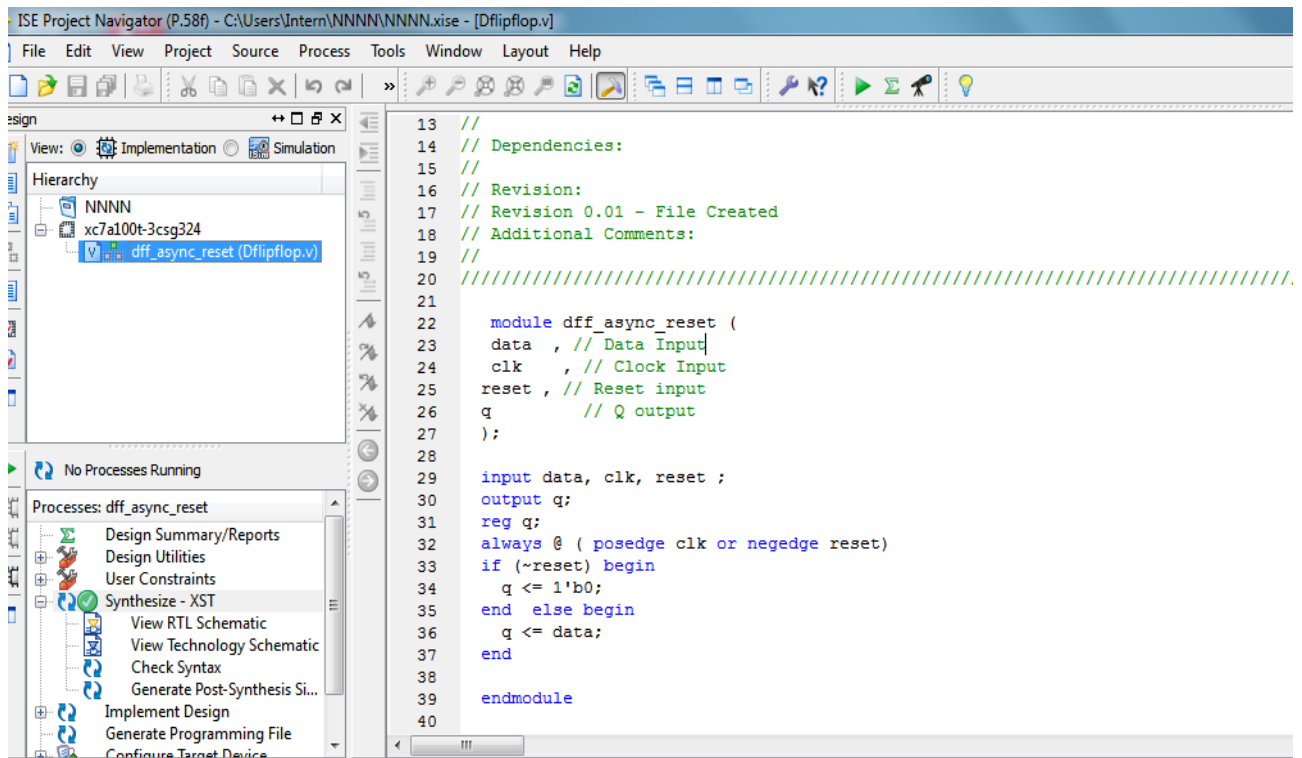 ISE Project Navigator (P.58f) - C:\Users\Intern\NNNN\NNNN.xise - [Dflipflop.v]
File Edit View Project Source Process Tools Window Layout Help
»
esign
View: Implementation Simulation
Hierarchy
NNNN
xc7a100t-3csg324
dff_async_reset (Dflipflop.v)
No Processes Running
Processes: dff_async_reset
Design Summary/Reports
Design Utilities
User Constraints
Synthesize - XST
View RTL Schematic
View Technology Schematic
Check Syntax
Generate Post-Synthesis Si...
Implement Design
Generate Programming File
Configure Target Device
13 //
14 // Dependencies:
15 //
16 // Revision:
17 // Revision 0.01 - File Created
18 // Additional Comments:
19 //
20 //////////////////////////////////////////////////////////////////////////////////
21
22 module dff_async_reset (
23 data , // Data Input
24 clk , // Clock Input
25 reset , // Reset input
26 q // Q output
27 );
28
29 input data, clk, reset ;
30 output q;
31 reg q;
32 always @ ( posedge clk or negedge reset)
33 if (~reset) begin
34 q <= 1'b0;
35 end else begin
36 q <= data;
37 end
38
39 endmodule
40